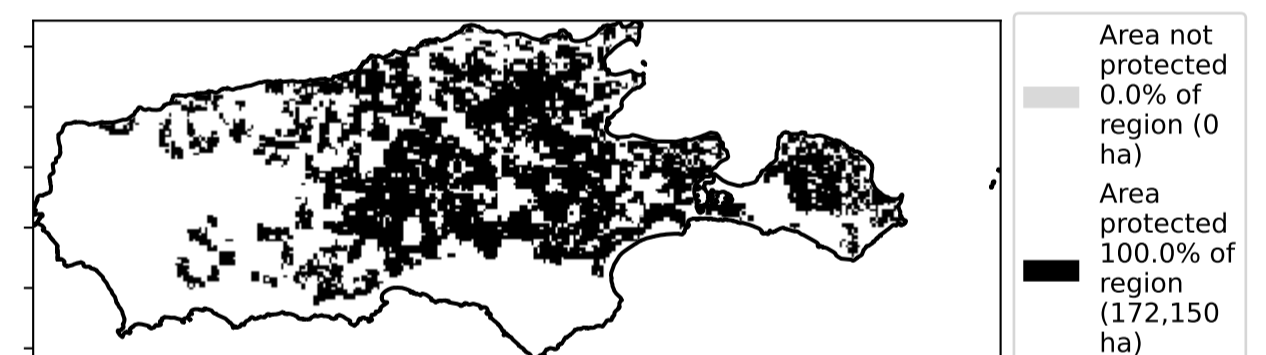 Area not
protected
0.0% of
region (0
ha)
Area
protected
100.0% of
region
(172,150
ha)